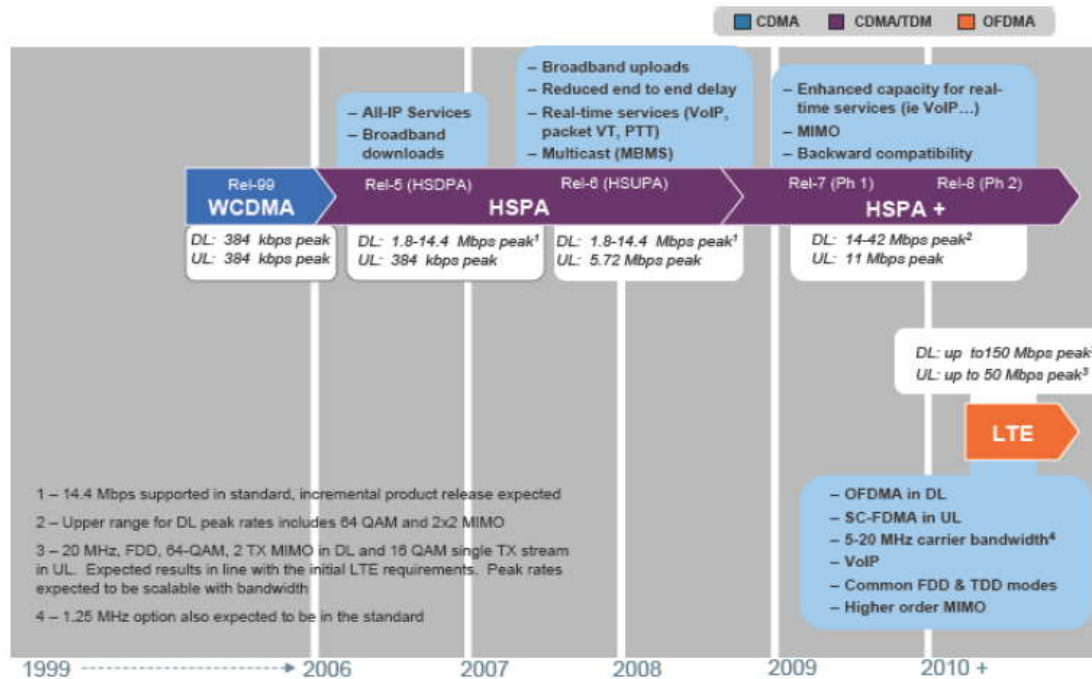 CDMA CDMA/TDM OFDMA
– All-IP Services
– Broadband
downloads
– Broadband uploads
– Reduced end to end delay
– Real-time services (VoIP,
packet VT, PTT)
– Multicast (MBMS)
– Enhanced capacity for real-
time services (ie VoIP…)
– MIMO
– Backward compatibility
Rel-99
WCDMA
Rel-5 (HSDPA) Rel-6 (HSUPA)
HSPA
Rel-7 (Ph 1) Rel-8 (Ph 2)
HSPA +
DL: 384 kbps peak
UL: 384 kbps peak
DL: 1.8-14.4 Mbps peak¹
UL: 384 kbps peak
DL: 1.8-14.4 Mbps peak¹
UL: 5.72 Mbps peak
DL: 14-42 Mbps peak²
UL: 11 Mbps peak
DL: up to150 Mbps peak
UL: up to 50 Mbps peak³
LTE
– OFDMA in DL
– SC-FDMA in UL
– 5-20 MHz carrier bandwidth⁴
– VoIP
– Common FDD & TDD modes
– Higher order MIMO
1 – 14.4 Mbps supported in standard, incremental product release expected
2 – Upper range for DL peak rates includes 64 QAM and 2x2 MIMO
3 – 20 MHz, FDD, 64-QAM, 2 TX MIMO in DL and 16 QAM single TX stream
in UL. Expected results in line with the initial LTE requirements. Peak rates
expected to be scalable with bandwidth
4 – 1.25 MHz option also expected to be in the standard
1999 2006 2007 2008 2009 2010 +